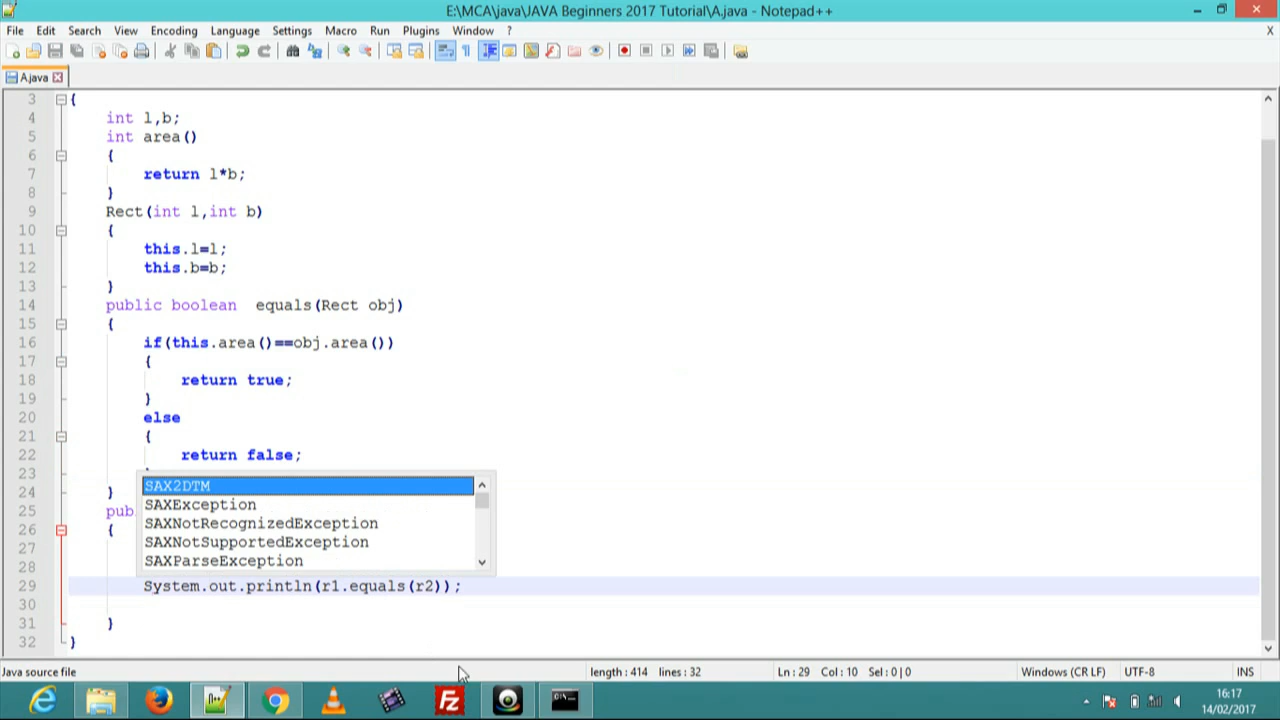 E:\MCA\java\JAVA Beginners 2017 Tutorial\A.java - Notepad++
File Edit Search View Encoding Language Settings Macro Run Plugins Window ? X
A.java
3 {
4 int l,b;
5 int area()
6 {
7 return l*b;
8 }
9 Rect(int l,int b)
10 {
11 this.l=l;
12 this.b=b;
13 }
14 public boolean  equals(Rect obj)
15 {
16 if(this.area()==obj.area())
17 {
18 return true;
19 }
20 else
21 {
22 return false;
23
24 }
25 pub
26 {
27
28
SAX2DTM
SAXException
SAXNotRecognizedException
SAXNotSupportedException
SAXParseException
29 System.out.println(r1.equals(r2));
30
31 }
32 }
Java source file length : 414 lines : 32 Ln : 29 Col : 10 Sel : 0 | 0 Windows (CR LF) UTF-8 INS
16:17
14/02/2017